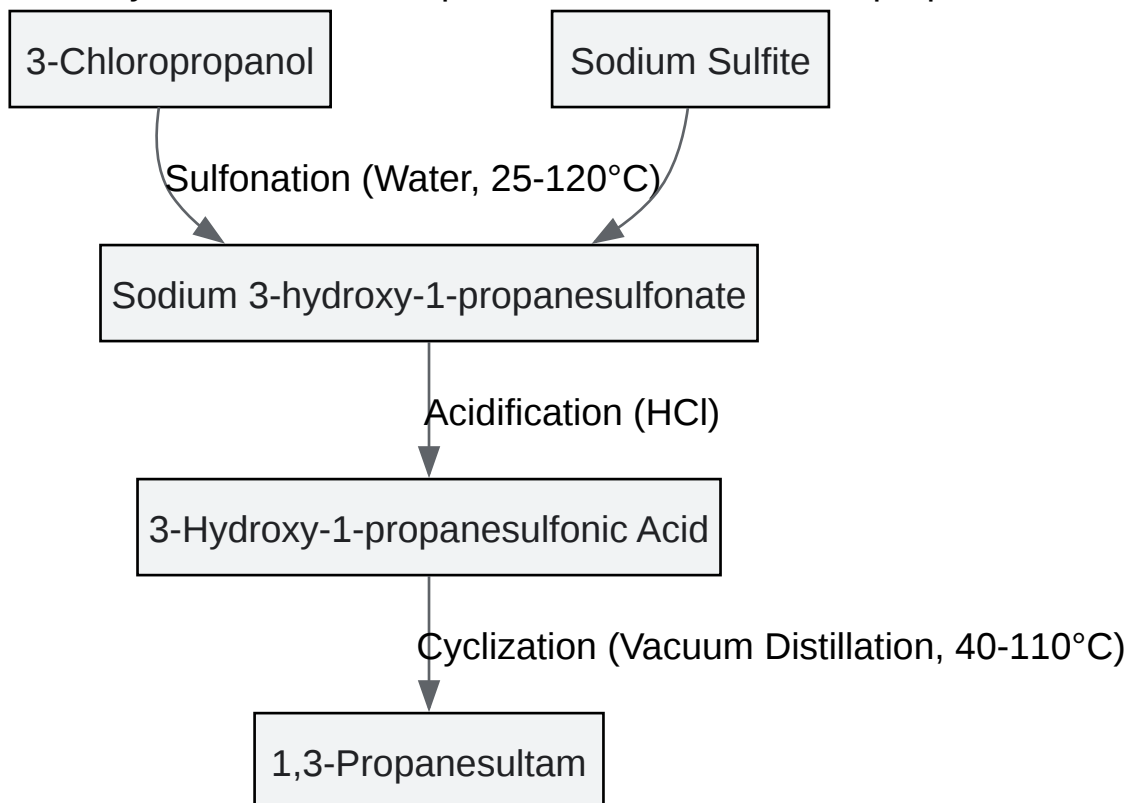 3-Chloropropanol
Sodium Sulfite
Sulfonation (Water, 25-120°C)
Sodium 3-hydroxy-1-propanesulfonate
Acidification (HCl)
3-Hydroxy-1-propanesulfonic Acid
Cyclization (Vacuum Distillation, 40-110°C)
1,3-Propanesultam